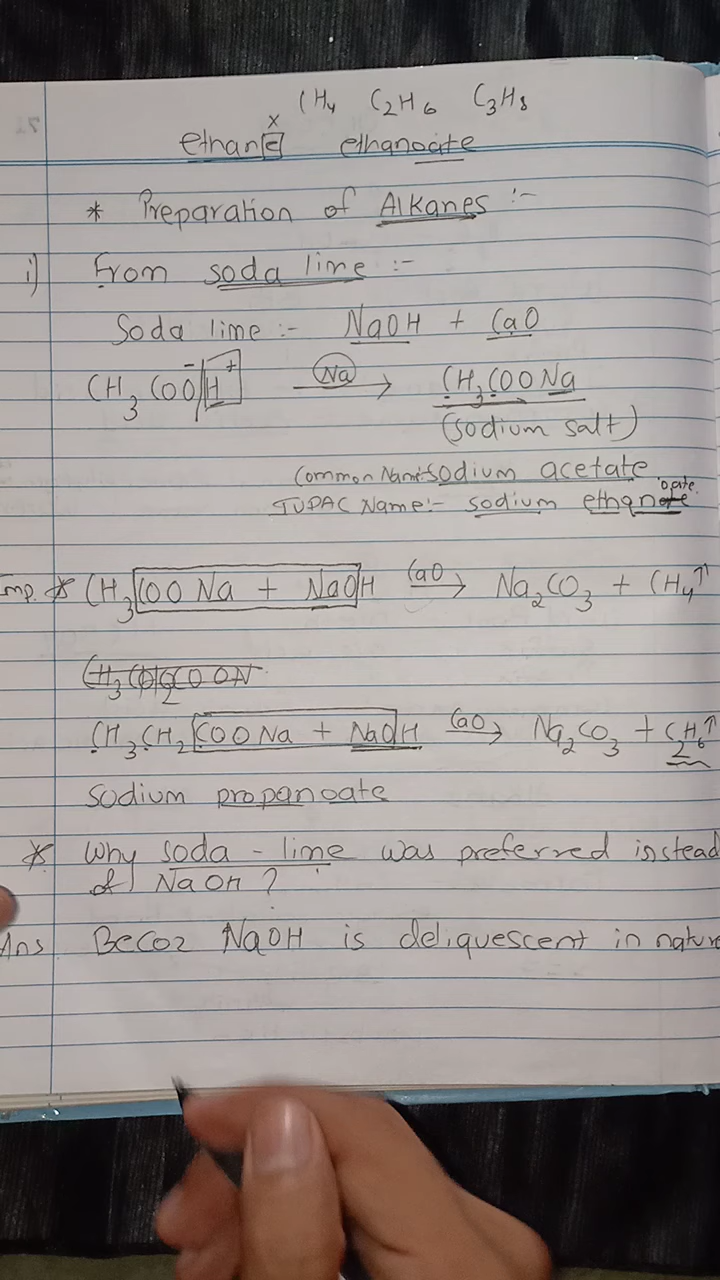 CH₄ C₂H₆ C₃H₈
x
ethane ethanoate
* Preparation of Alkanes :-
i) From soda lime :-
Soda lime :- NaOH + CaO
CH₃COO⁻H⁺ Na → CH₃COONa
(sodium salt)
Common Name:- sodium acetate
IUPAC Name :- sodium ethanoate
Imp. * CH₃COONa + NaOH CaO → Na₂CO₃ + CH₄↑
CH₃CH₂COONa + NaOH CaO → Na₂CO₃ + C₂H₆↑
sodium propanoate
* Why soda - lime was preferred instead
of NaOH ?
Ans Becoz NaOH is deliquescent in nature